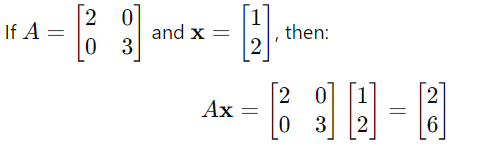 If A = [2 0; 0 3] and x = [1; 2], then:
Ax = [2 0; 0 3] [1; 2] = [2; 6]